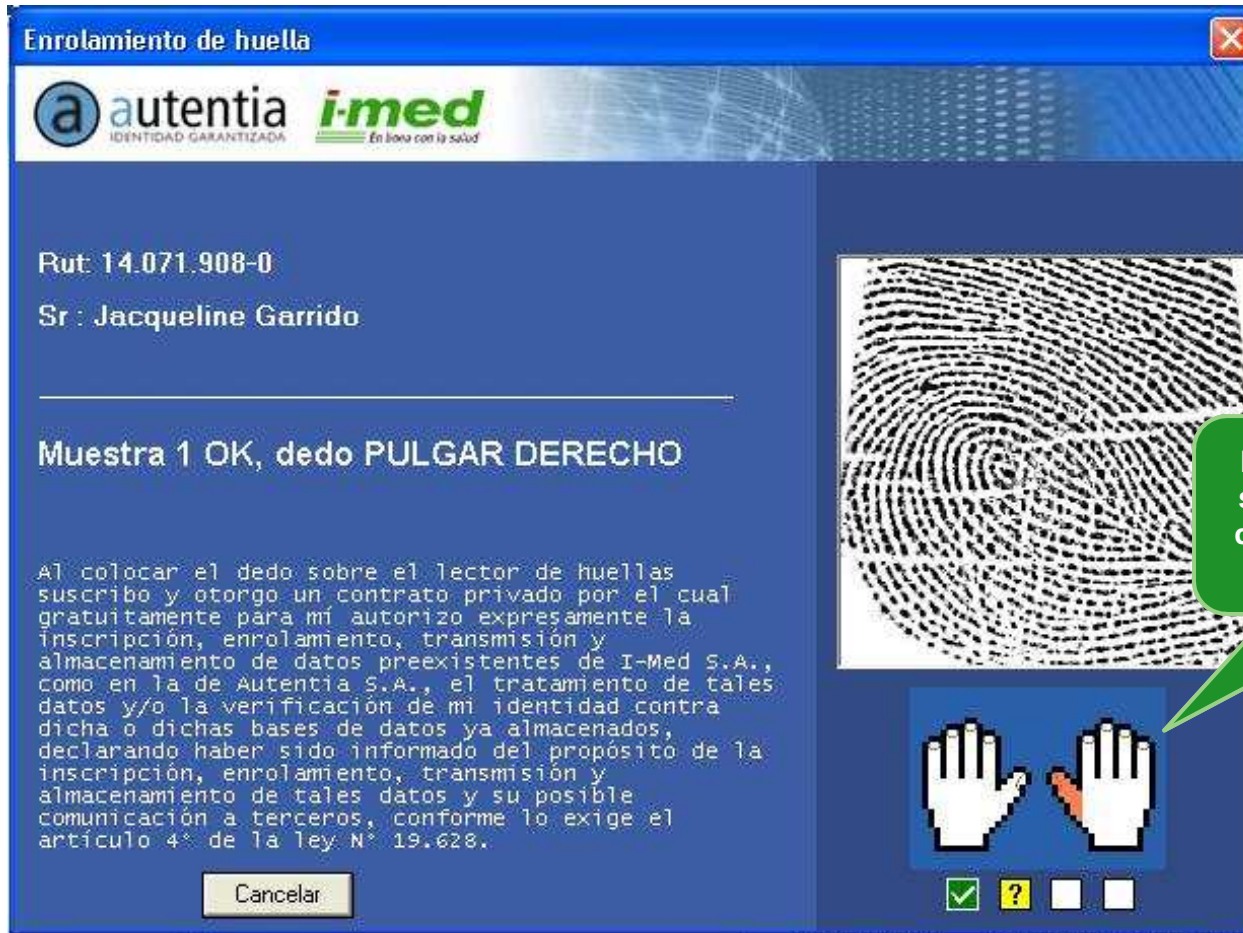 Enrolamiento de huella
autentia
IDENTIDAD GARANTIZADA
i-med
En línea con la salud
Rut: 14.071.908-0
Sr : Jacqueline Garrido
Muestra 1 OK, dedo PULGAR DERECHO
Al colocar el dedo sobre el lector de huellas
suscribo y otorgo un contrato privado por el cual
gratuitamente para mí autorizo expresamente la
inscripción, enrolamiento, transmisión y
almacenamiento de datos preexistentes de I-Med S.A.,
como en la de Autentia S.A., el tratamiento de tales
datos y/o la verificación de mi identidad contra
dicha o dichas bases de datos ya almacenados,
declarando haber sido informado del propósito de la
inscripción, enrolamiento, transmisión y
almacenamiento de tales datos y su posible
comunicación a terceros, conforme lo exige el
artículo 4° de la ley N° 19.628.
Cancelar
?